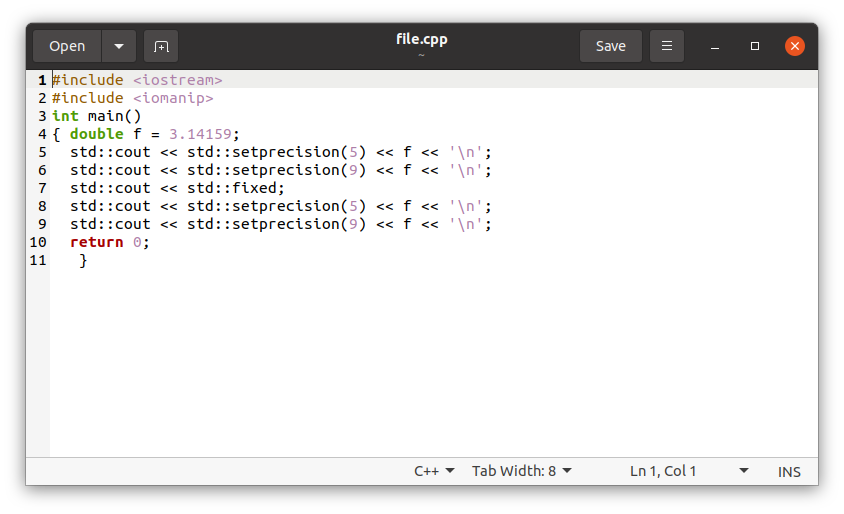 Open file.cpp Save
~
1 #include <iostream>
2 #include <iomanip>
3 int main()
4 { double f = 3.14159;
5   std::cout << std::setprecision(5) << f << '\n';
6   std::cout << std::setprecision(9) << f << '\n';
7   std::cout << std::fixed;
8   std::cout << std::setprecision(5) << f << '\n';
9   std::cout << std::setprecision(9) << f << '\n';
10   return 0;
11    }
C++ Tab Width: 8 Ln 1, Col 1 INS